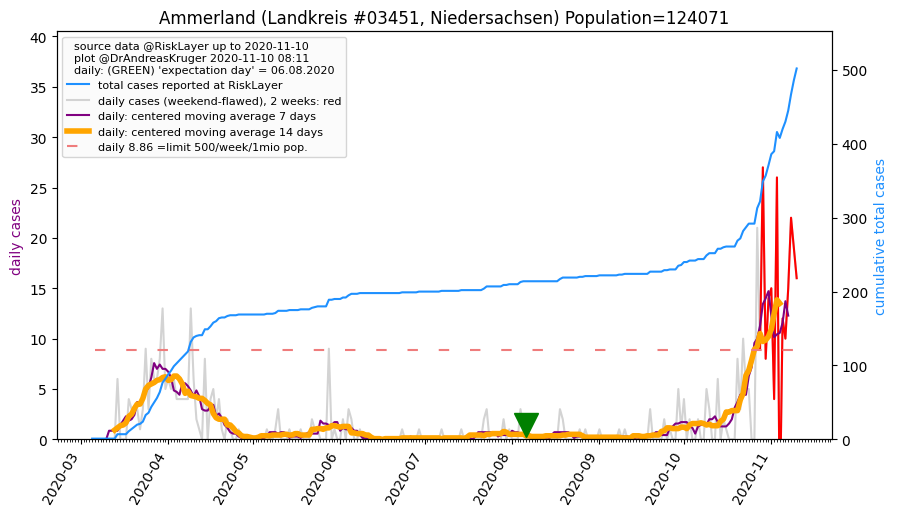 Ammerland (Landkreis #03451, Niedersachsen) Population=124071
source data @RiskLayer up to 2020-11-10
plot @DrAndreasKruger 2020-11-10 08:11
daily: (GREEN) 'expectation day' = 06.08.2020
total cases reported at RiskLayer
daily cases (weekend-flawed), 2 weeks: red
daily: centered moving average 7 days
daily: centered moving average 14 days
daily 8.86 =limit 500/week/1mio pop.
daily cases
40
35
30
25
20
15
10
5
0
cumulative total cases
500
400
300
200
100
0
2020-03
2020-04
2020-05
2020-06
2020-07
2020-08
2020-09
2020-10
2020-11